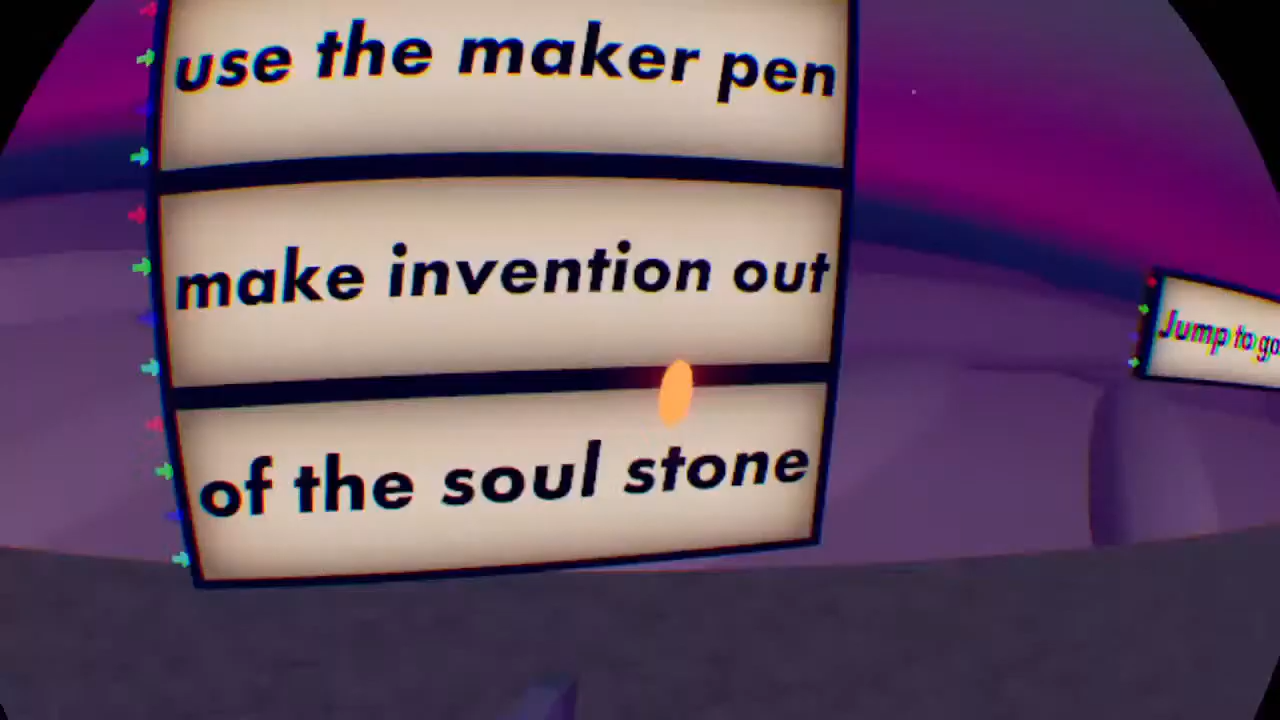 use the maker pen
make invention out
of the soul stone
Jump to go